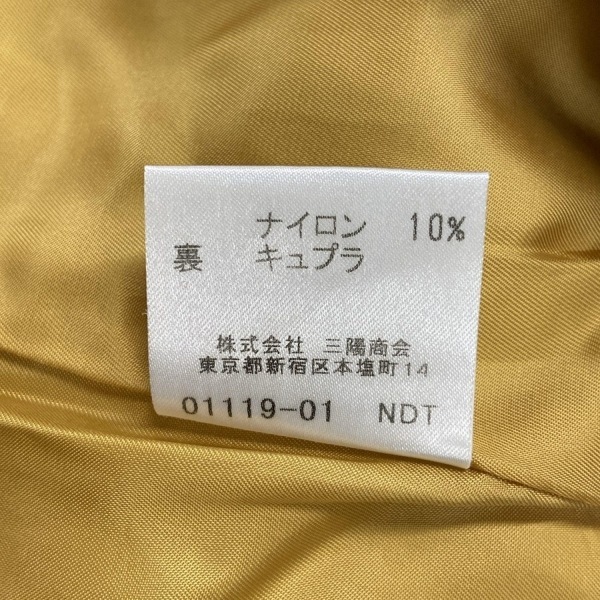 ナイロン 10%
裏 キュプラ
株式会社 三陽商会
東京都新宿区本塩町14
01119-01 NDT